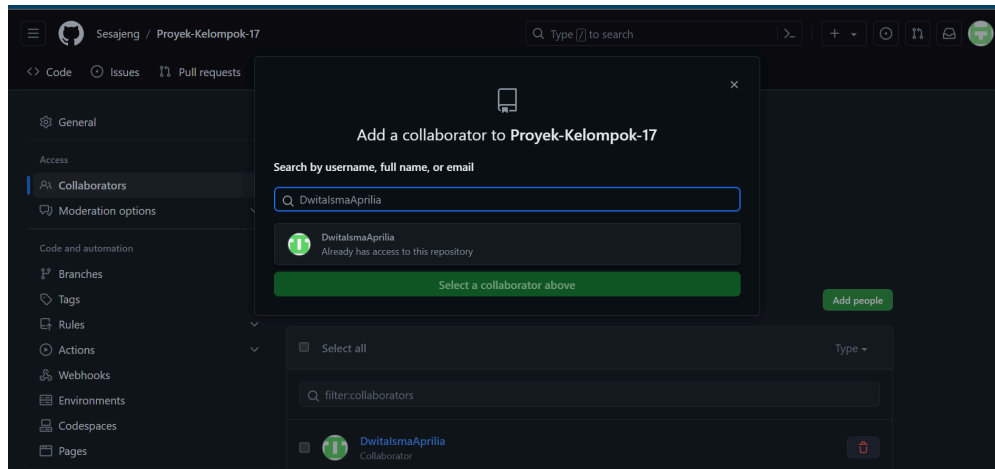 Sesajeng / Proyek-Kelompok-17
Type / to search
Code Issues Pull requests
General
Access
Collaborators
Moderation options
Code and automation
Branches
Tags
Rules
Actions
Webhooks
Environments
Codespaces
Pages
Add a collaborator to Proyek-Kelompok-17
Search by username, full name, or email
DwitaIsmaAprilia
DwitaIsmaAprilia
Already has access to this repository
Select a collaborator above
Add people
Select all Type
filter:collaborators
DwitaIsmaAprilia
Collaborator